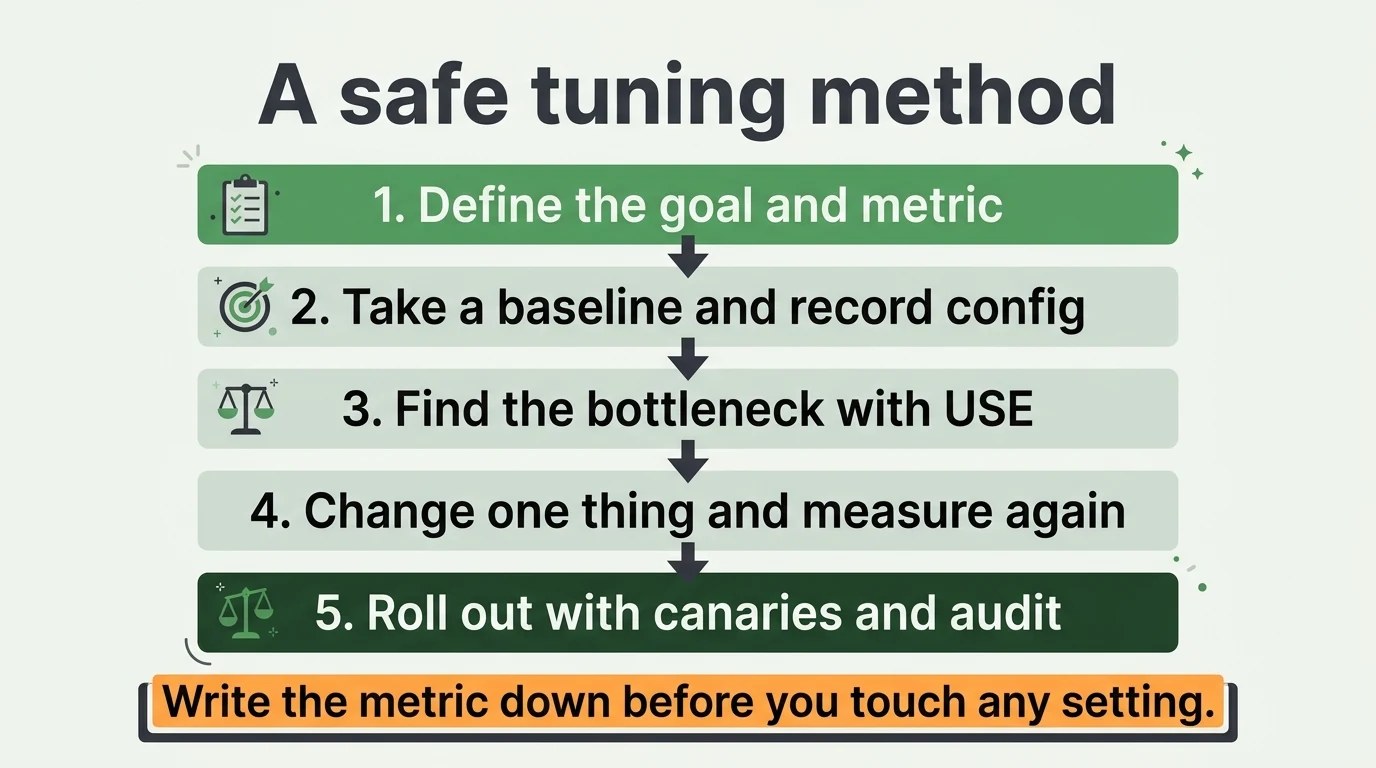 A safe tuning method
1. Define the goal and metric
2. Take a baseline and record config
3. Find the bottleneck with USE
4. Change one thing and measure again
5. Roll out with canaries and audit
Write the metric down before you touch any setting.